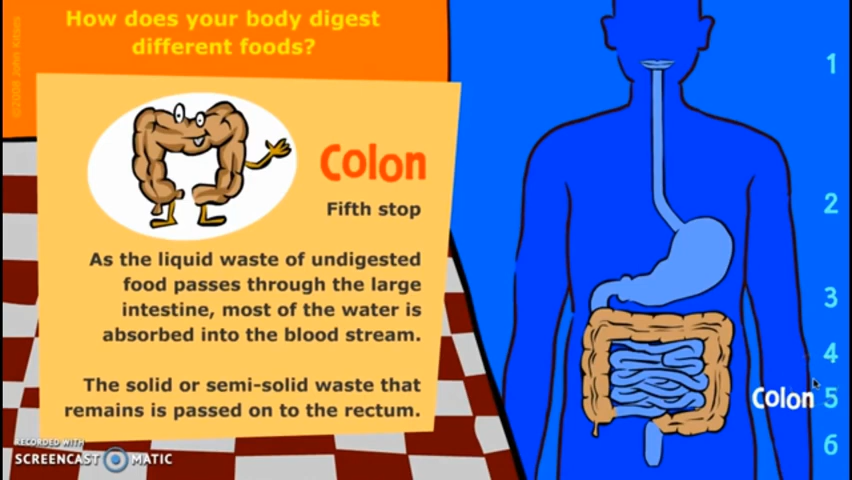 How does your body digest
different foods?
©2008 John Kitses
Colon
Fifth stop
As the liquid waste of undigested
food passes through the large
intestine, most of the water is
absorbed into the blood stream.
The solid or semi-solid waste that
remains is passed on to the rectum.
1
2
3
4
Colon 5
6
RECORDED WITH
SCREENCAST MATIC